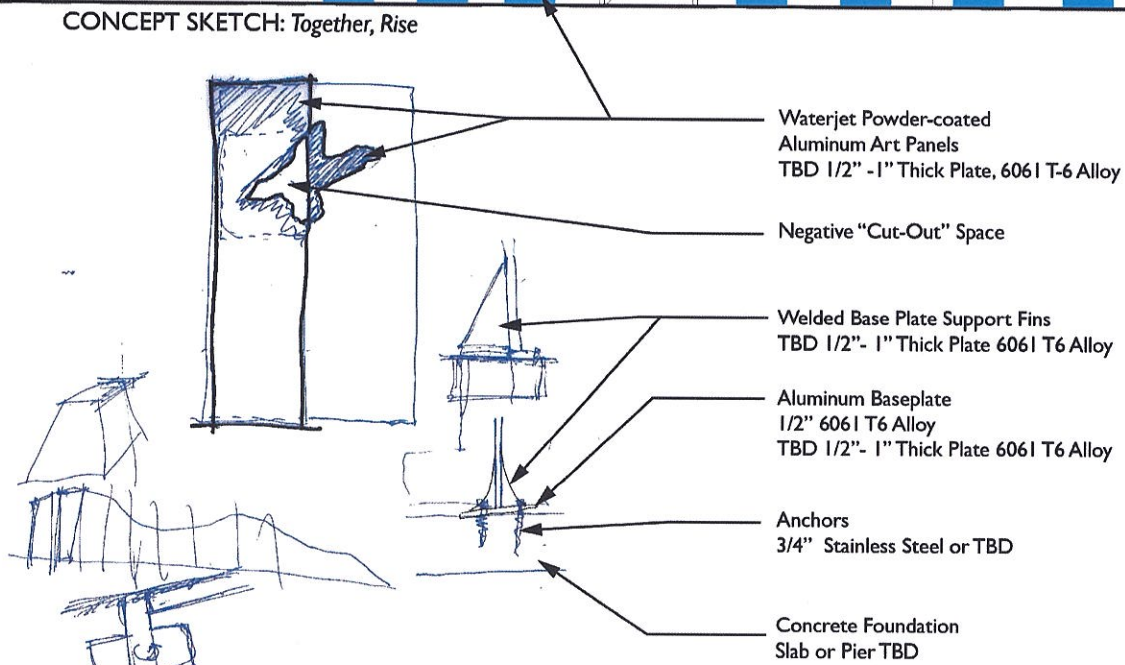 CONCEPT SKETCH: Together, Rise
Waterjet Powder-coated
Aluminum Art Panels
TBD 1/2” -1” Thick Plate, 6061 T-6 Alloy
Negative “Cut-Out” Space
Welded Base Plate Support Fins
TBD 1/2”- 1” Thick Plate 6061 T6 Alloy
Aluminum Baseplate
1/2” 6061 T6 Alloy
TBD 1/2”- 1” Thick Plate 6061 T6 Alloy
Anchors
3/4” Stainless Steel or TBD
Concrete Foundation
Slab or Pier TBD